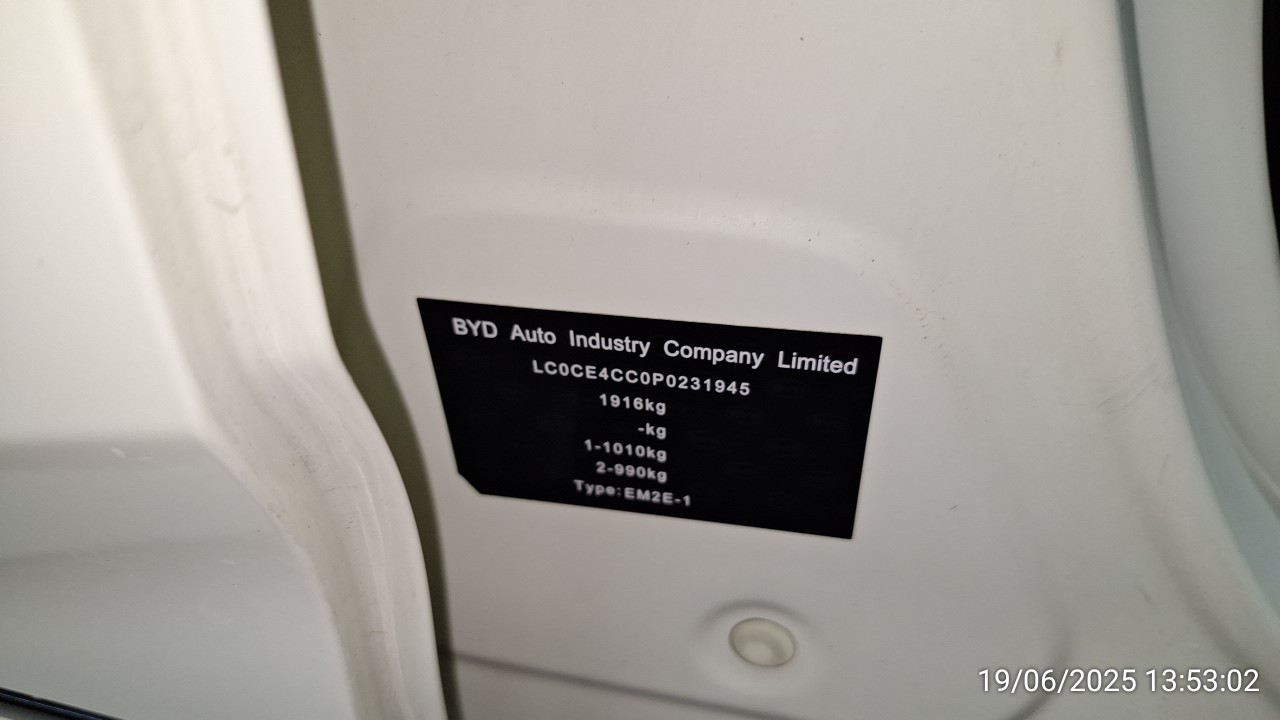 BYD Auto Industry Company Limited
LC0CE4CC0P0231945
1916kg
-kg
1-1010kg
2-990kg
Type:EM2E-1
19/06/2025 13:53:02